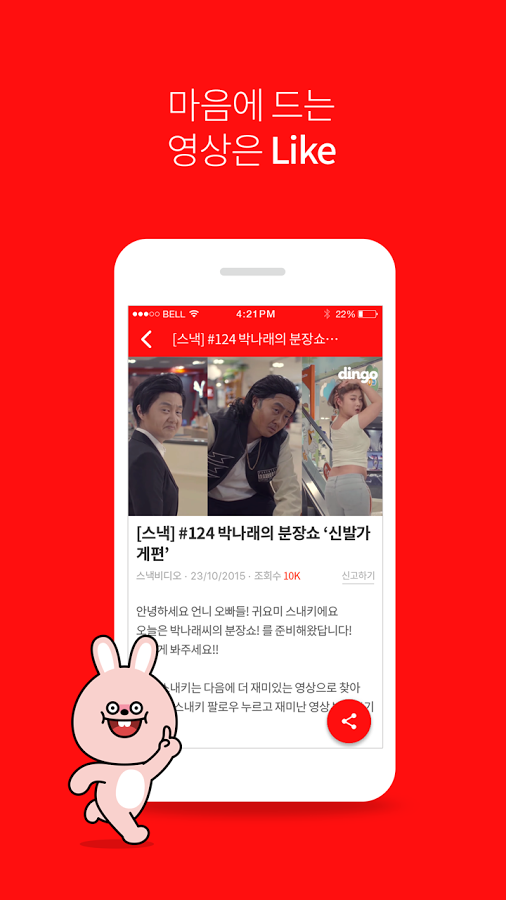 마음에 드는
영상은 Like
BELL 4:21PM 22%
[스낵] #124 박나래의 분장쇼…
dingo
[스낵] #124 박나래의 분장쇼 ‘신발가
게편’
스낵비디오 · 23/10/2015 · 조회수 10K 신고하기
안녕하세요 언니 오빠들! 귀요미 스내키에요
오늘은 박나래씨의 분장쇼! 를 준비해왔답니다!
게 봐주세요!!
스내키는 다음에 더 재미있는 영상으로 찾아
스내키 팔로우 누르고 재미난 영상 기